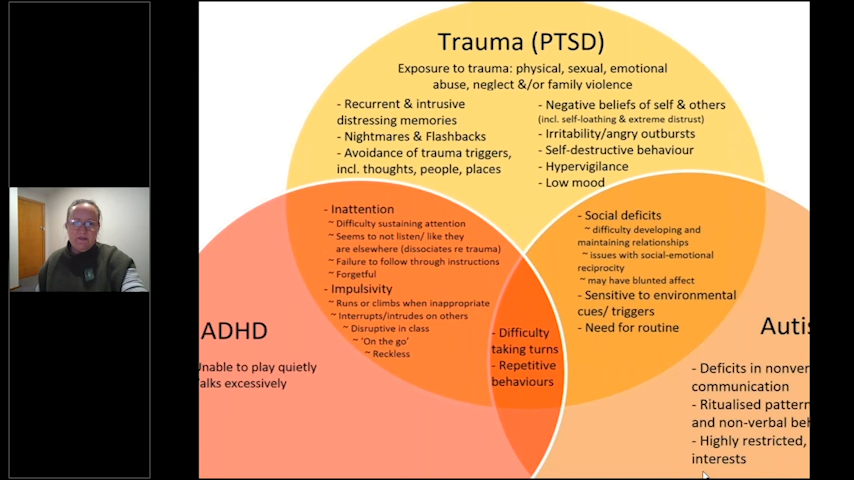 Trauma (PTSD)
Exposure to trauma: physical, sexual, emotional
abuse, neglect &/or family violence
- Recurrent & intrusive
distressing memories
- Nightmares & Flashbacks
- Avoidance of trauma triggers,
incl. thoughts, people, places
- Negative beliefs of self & others
(incl. self-loathing & extreme distrust)
- Irritability/angry outbursts
- Self-destructive behaviour
- Hypervigilance
- Low mood
- Inattention
~ Difficulty sustaining attention
~ Seems to not listen/ like they
are elsewhere (dissociates re trauma)
~ Failure to follow through instructions
~ Forgetful
- Impulsivity
~ Runs or climbs when inappropriate
~ Interrupts/intrudes on others
~ Disruptive in class
~ 'On the go'
~ Reckless
- Social deficits
~ difficulty developing and
maintaining relationships
~ issues with social-emotional
reciprocity
~ may have blunted affect
- Sensitive to environmental
cues/ triggers
- Need for routine
- Difficulty
taking turns
- Repetitive
behaviours
ADHD
Unable to play quietly
alks excessively
Autis
- Deficits in nonver
communication
- Ritualised pattern
and non-verbal beh
- Highly restricted,
interests